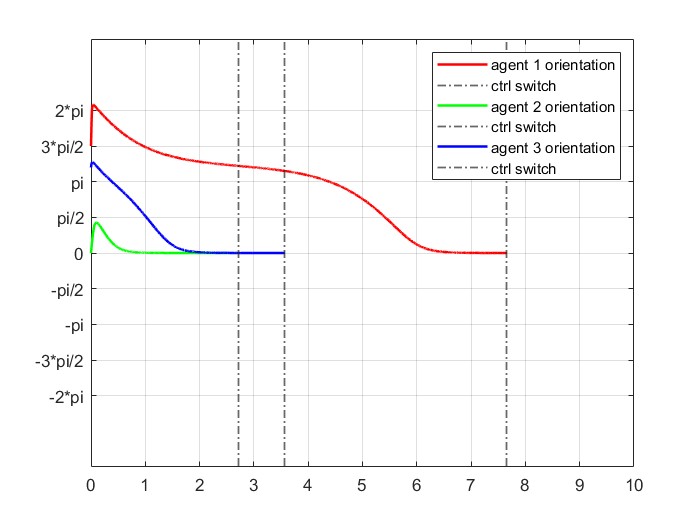 agent 1 orientation
ctrl switch
agent 2 orientation
ctrl switch
agent 3 orientation
ctrl switch
2*pi
3*pi/2
pi
pi/2
0
-pi/2
-pi
-3*pi/2
-2*pi
0 1 2 3 4 5 6 7 8 9 10